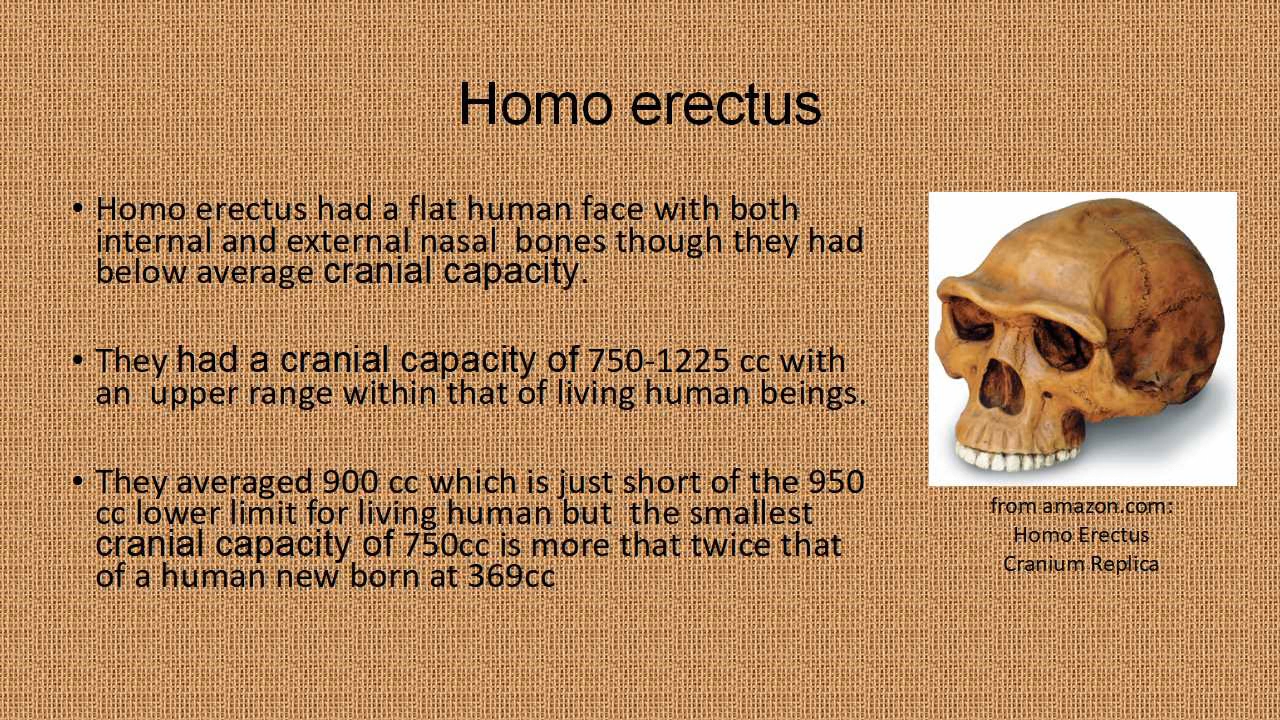 Homo erectus
• Homo erectus had a flat human face with both
internal and external nasal  bones though they had
below average cranial capacity.
• They had a cranial capacity of 750-1225 cc with
an  upper range within that of living human beings.
• They averaged 900 cc which is just short of the 950
cc lower limit for living human but  the smallest
cranial capacity of 750cc is more that twice that
of a human new born at 369cc
from amazon.com:
Homo Erectus
Cranium Replica